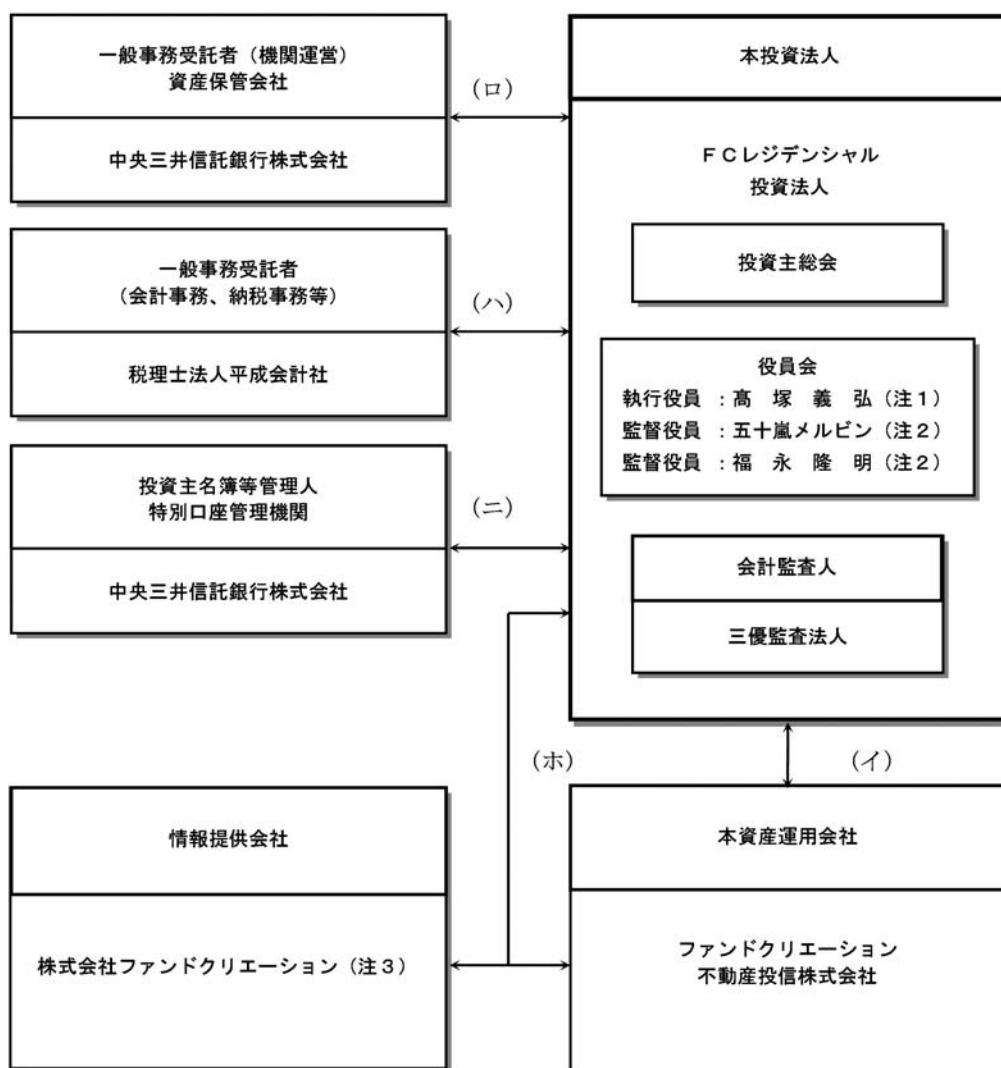 一般事務受託者（機関運営）
資産保管会社
中央三井信託銀行株式会社
（ロ）
一般事務受託者
（会計事務、納税事務等）
税理士法人平成会計社
（ハ）
投資主名簿等管理人
特別口座管理機関
中央三井信託銀行株式会社
（ニ）
本投資法人
ＦＣレジデンシャル
投資法人
投資主総会
役員会
執行役員 ：髙 塚 義 弘（注１）
監督役員 ：五十嵐メルビン（注２）
監督役員 ：福 永 隆 明（注２）
会計監査人
三優監査法人
（ホ）
（イ）
情報提供会社
株式会社ファンドクリエーション（注３）
本資産運用会社
ファンドクリエーション
不動産投信株式会社